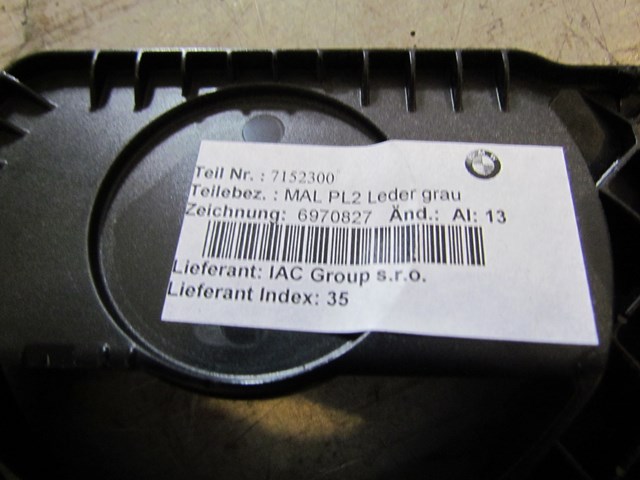 Teil Nr. : 7152300
Teilebez. : MAL PL2 Leder grau
Zeichnung: 6970827 Änd.: AI: 13
Lieferant: IAC Group s.r.o.
Lieferant Index: 35